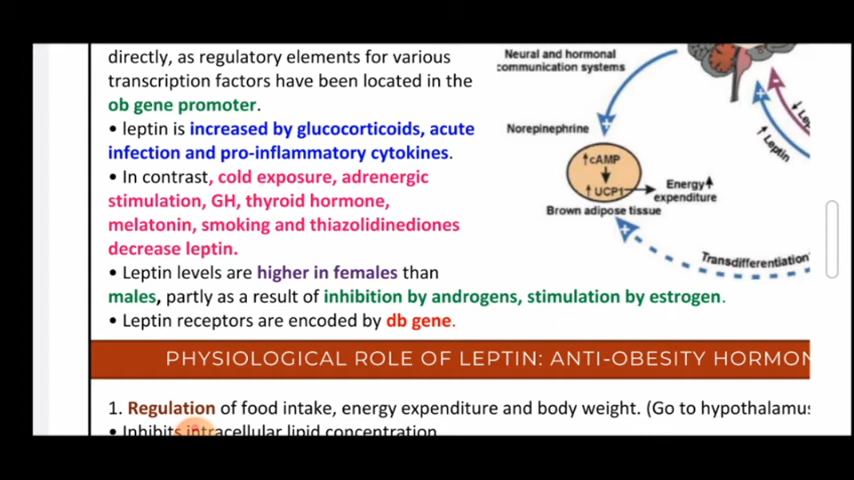 directly, as regulatory elements for various
transcription factors have been located in the
ob gene promoter.
• leptin is increased by glucocorticoids, acute
infection and pro-inflammatory cytokines.
• In contrast, cold exposure, adrenergic
stimulation, GH, thyroid hormone,
melatonin, smoking and thiazolidinediones
decrease leptin.
• Leptin levels are higher in females than
males, partly as a result of inhibition by androgens, stimulation by estrogen.
• Leptin receptors are encoded by db gene.
Neural and hormonal
communication systems
Norepinephrine
↑cAMP
↑UCP1
Energy↑
expenditure
Brown adipose tissue
↑Leptin
↓Lep
Transdifferentiation
PHYSIOLOGICAL ROLE OF LEPTIN: ANTI-OBESITY HORMON
1. Regulation of food intake, energy expenditure and body weight. (Go to hypothalamus
• Inhibits intracellular lipid concentration